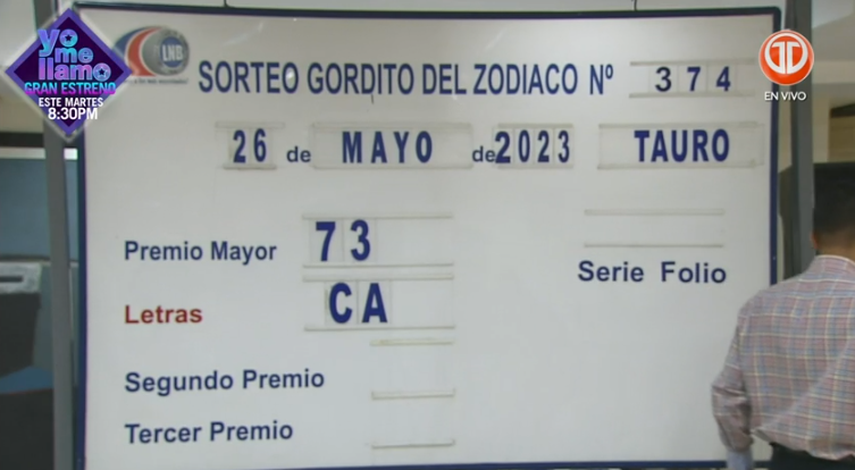 yo
me
llamo
GRAN ESTRENO
ESTE MARTES
8:30PM
LNB
EN VIVO
SORTEO GORDITO DEL ZODIACO Nº 374
26 de MAYO de 2023 TAURO
Premio Mayor 73
Serie Folio
Letras CA
Segundo Premio
Tercer Premio